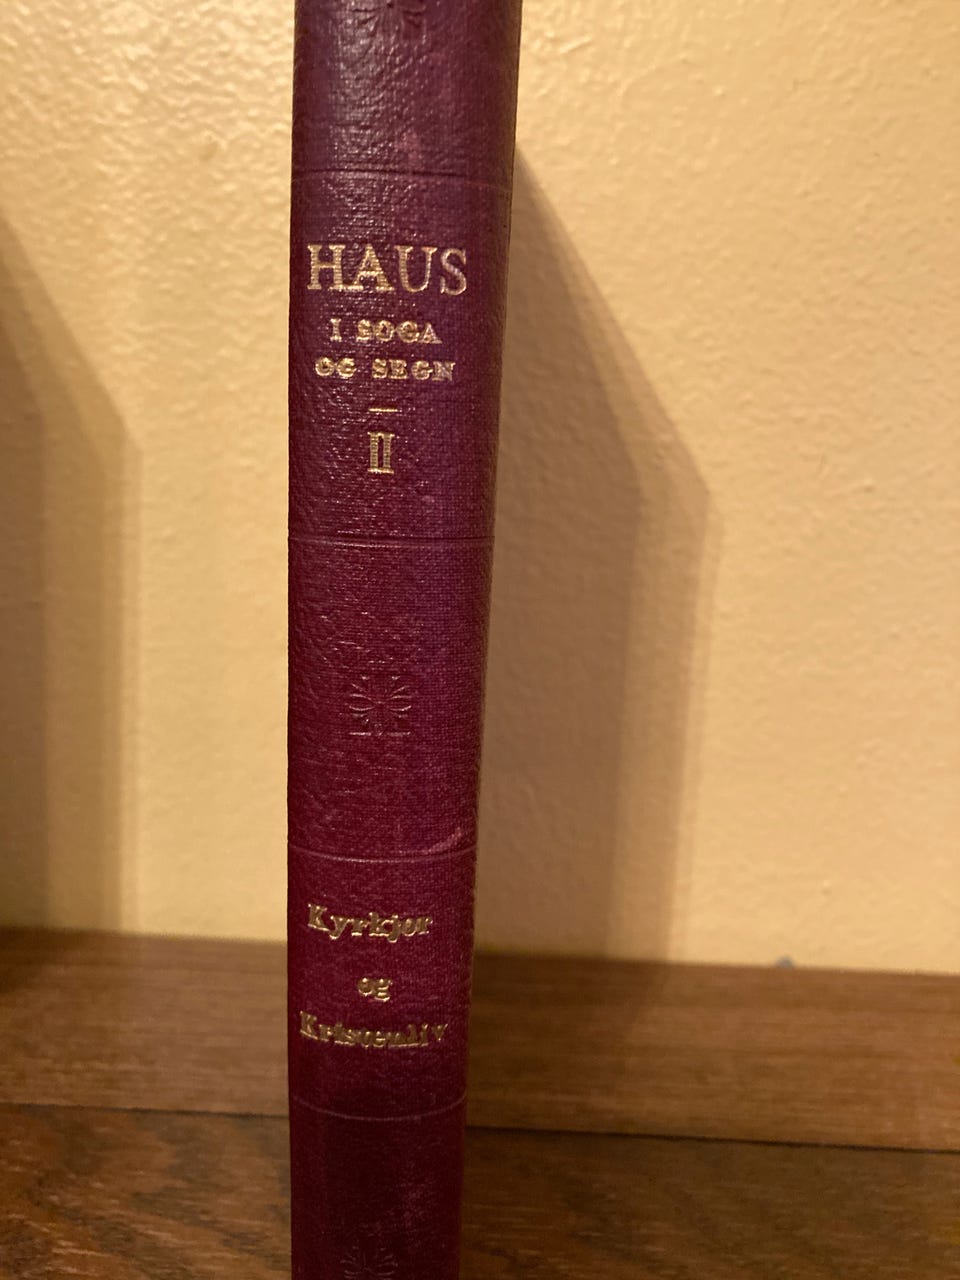 HAUS
I SOGA
OG SEGN
II
Kyrkjor
og
Kristenliv